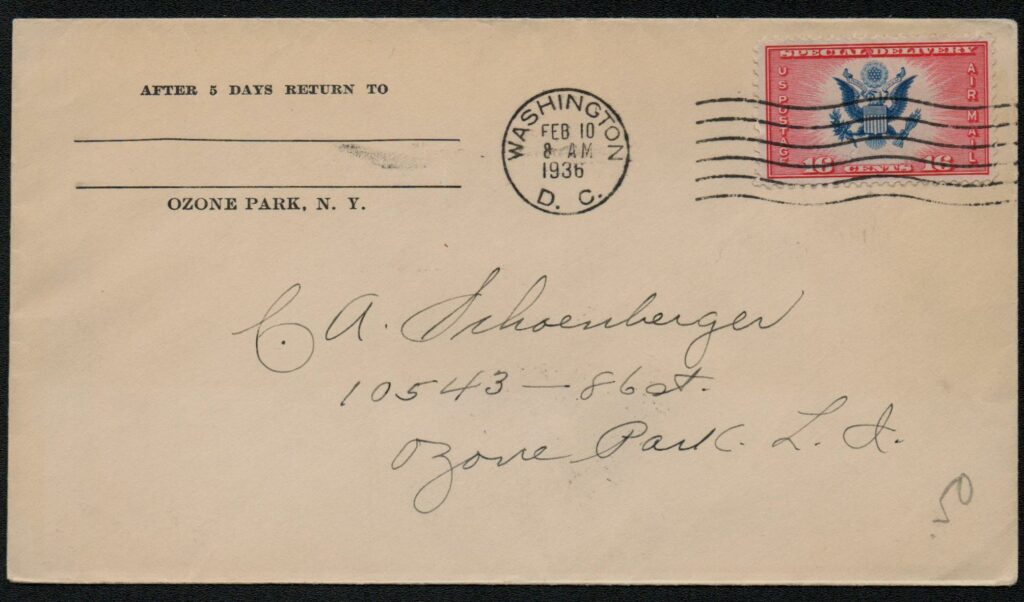 AFTER 5 DAYS RETURN TO
OZONE PARK, N. Y.
WASHINGTON
FEB 10
8 AM
1936
D. C.
SPECIAL DELIVERY
US POSTAGE
AIR MAIL
16 CENTS 16
C. A. Schoenberger
10543 — 86 st.
Ozone Park. L. I.
.50